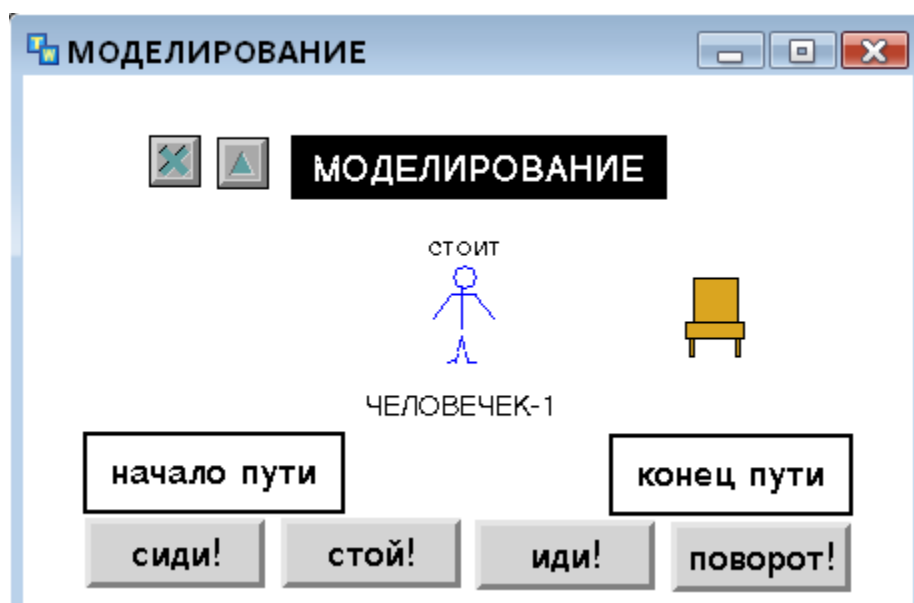 МОДЕЛИРОВАНИЕ
МОДЕЛИРОВАНИЕ
стоит
ЧЕЛОВЕЧЕК-1
начало пути
конец пути
сиди!
стой!
иди!
поворот!